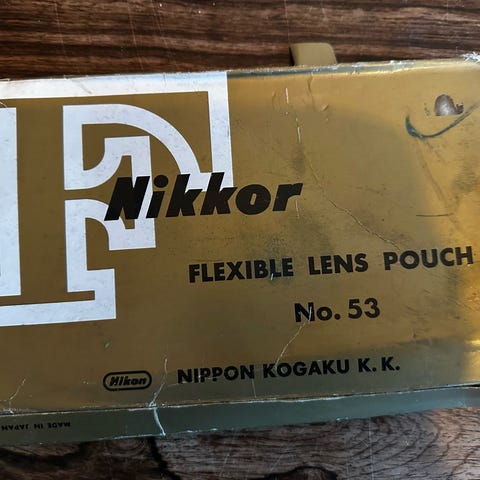 F
Nikkor
FLEXIBLE LENS POUCH
No. 53
Nikon
NIPPON KOGAKU K. K.
MADE IN JAPAN